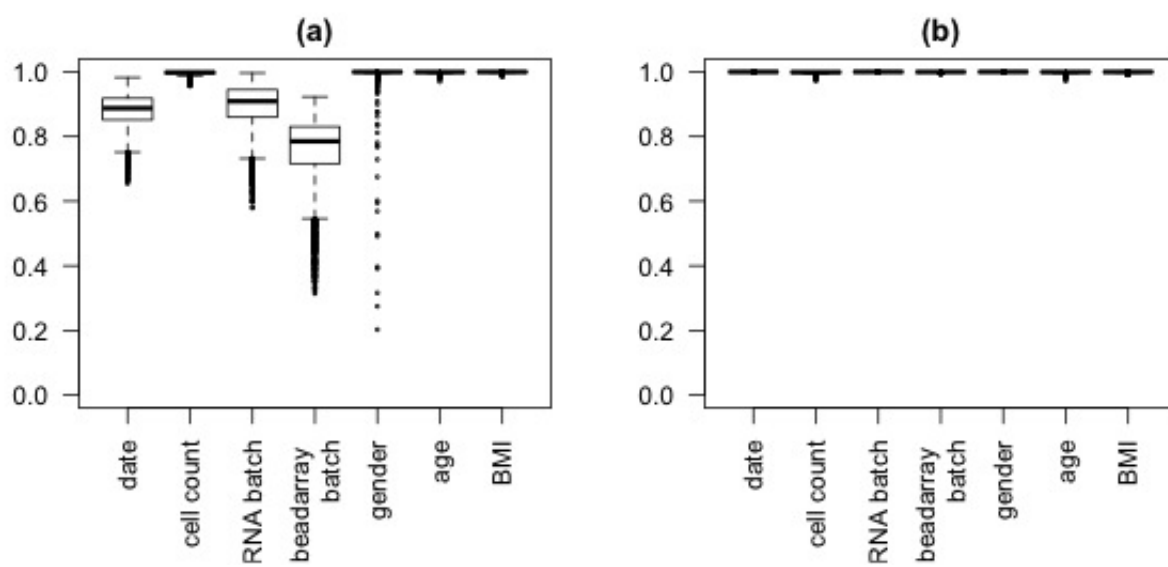 (a)
1.0
0.8
0.6
0.4
0.2
0.0
date
cell count
RNA batch
beadarray
batch
gender
age
BMI
(b)
1.0
0.8
0.6
0.4
0.2
0.0
date
cell count
RNA batch
beadarray
batch
gender
age
BMI